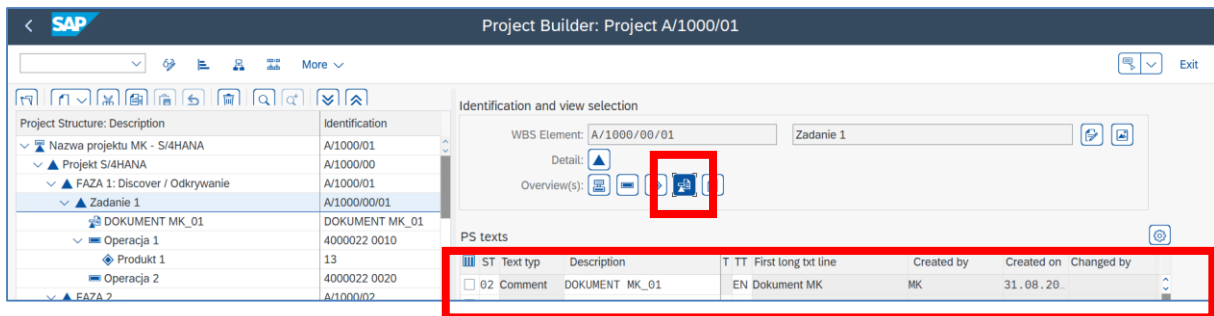 SAP Project Builder: Project A/1000/01
More Exit
Identification and view selection
Project Structure: Description Identification
WBS Element: A/1000/00/01 Zadanie 1
Nazwa projektu MK - S/4HANA A/1000/01
Detail:
Projekt S/4HANA A/1000/00
FAZA 1: Discover / Odkrywanie A/1000/01
Overview(s):
Zadanie 1 A/1000/00/01
DOKUMENT MK_01 DOKUMENT MK_01
PS texts
Operacja 1 4000022 0010
Produkt 1 13
ST Text typ Description T TT First long txt line Created by Created on Changed by
Operacja 2 4000022 0020
02 Comment DOKUMENT MK_01 EN Dokument MK MK 31.08.20..
FAZA 2 A/1000/02